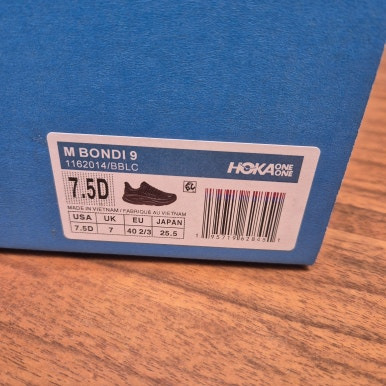 M BONDI 9
1162014/BBLC
HOKA ONE ONE
7.5D
MADE IN VIETNAM / FABRIQUÉ AU VIETNAM
USA UK EU JAPAN
7.5D 7 40 2/3 25.5